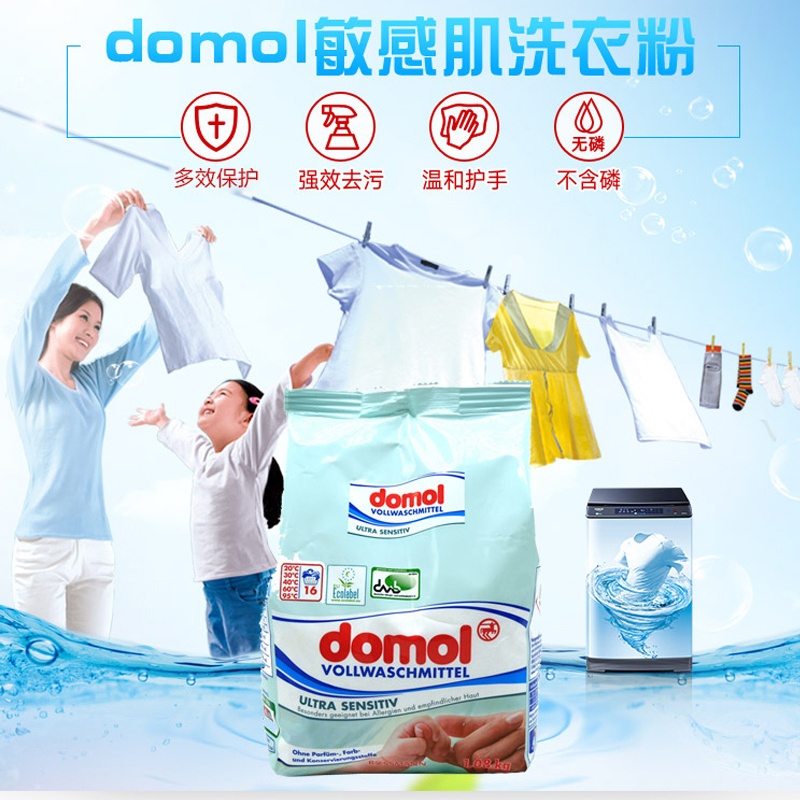 domol敏感肌洗衣粉
多效保护
强效去污
温和护手
无磷
不含磷
domol
VOLLWASCHMITTEL
ULTRA SENSITIV
20°C
30°C
40°C
60°C
95°C
16
Ecolabel
dvb
domol
VOLLWASCHMITTEL
ULTRA SENSITIV
Besonders geeignet bei Allergien und empfindlicher Haut
Ohne Parfüm-, Farb-
und Konservierungsstoffe
1,08 kg